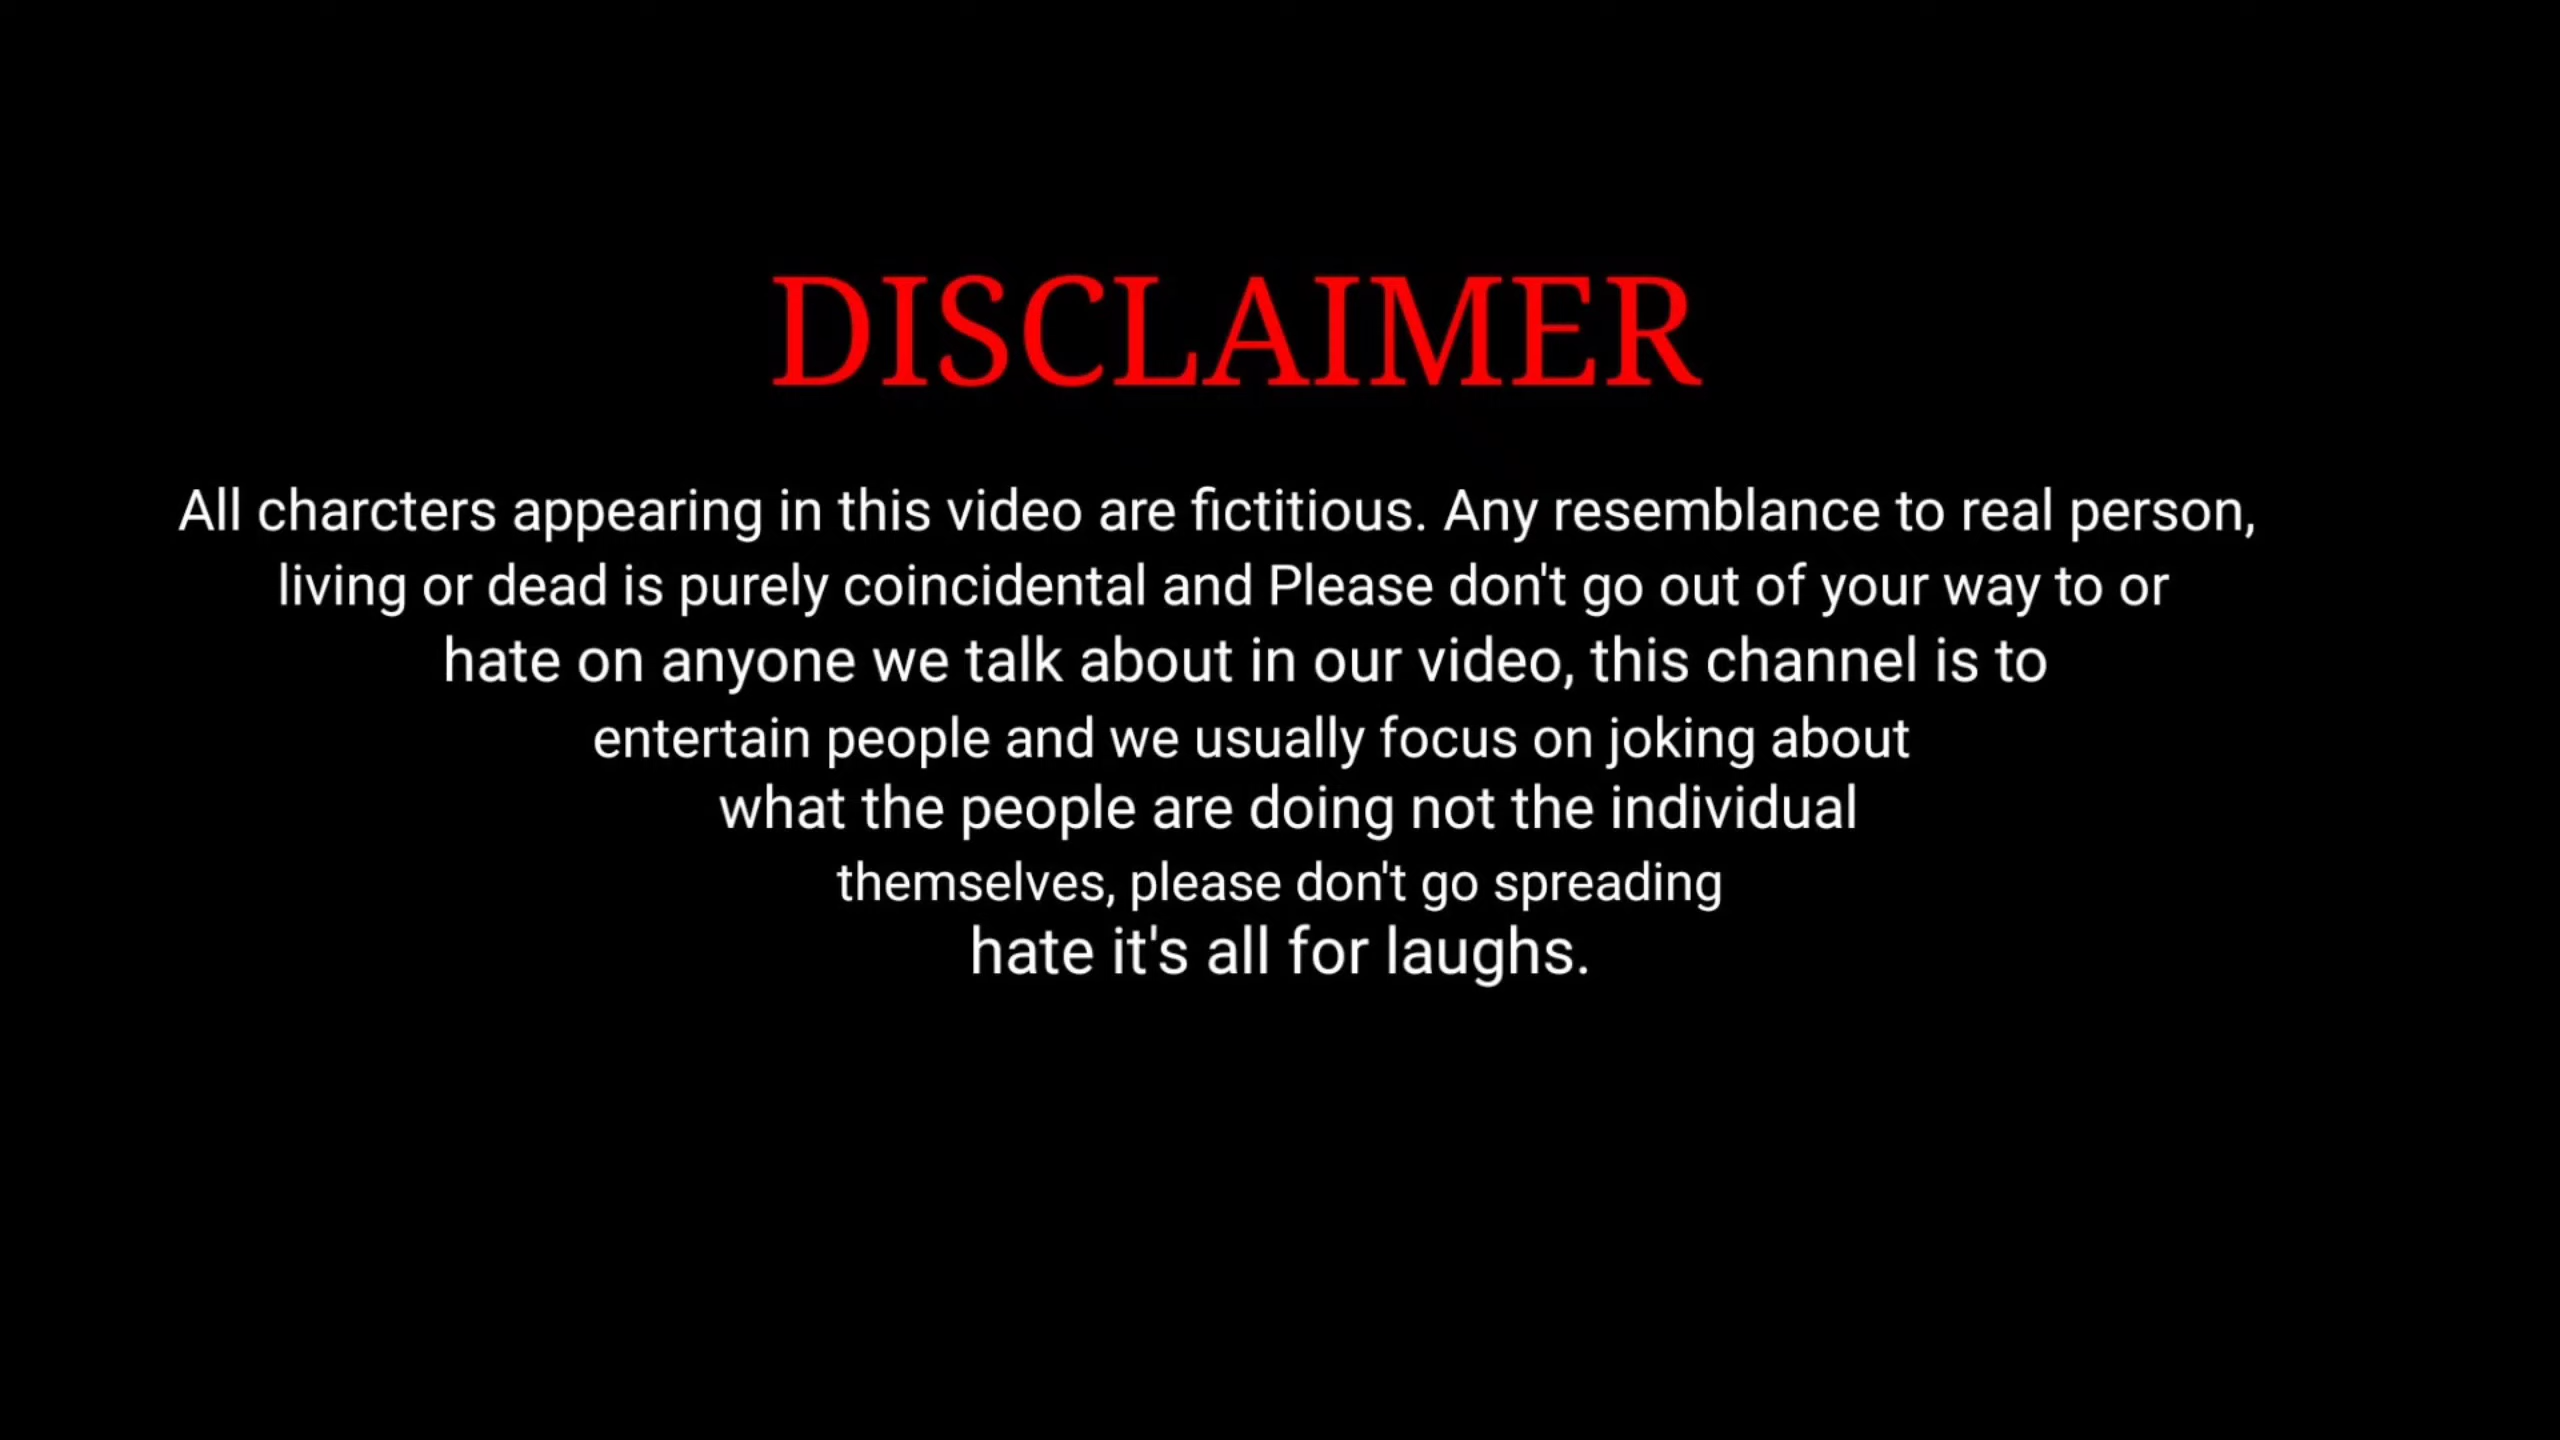 DISCLAIMER
All charcters appearing in this video are fictitious. Any resemblance to real person,
living or dead is purely coincidental and Please don't go out of your way to or
hate on anyone we talk about in our video, this channel is to
entertain people and we usually focus on joking about
what the people are doing not the individual
themselves, please don't go spreading
hate it's all for laughs.